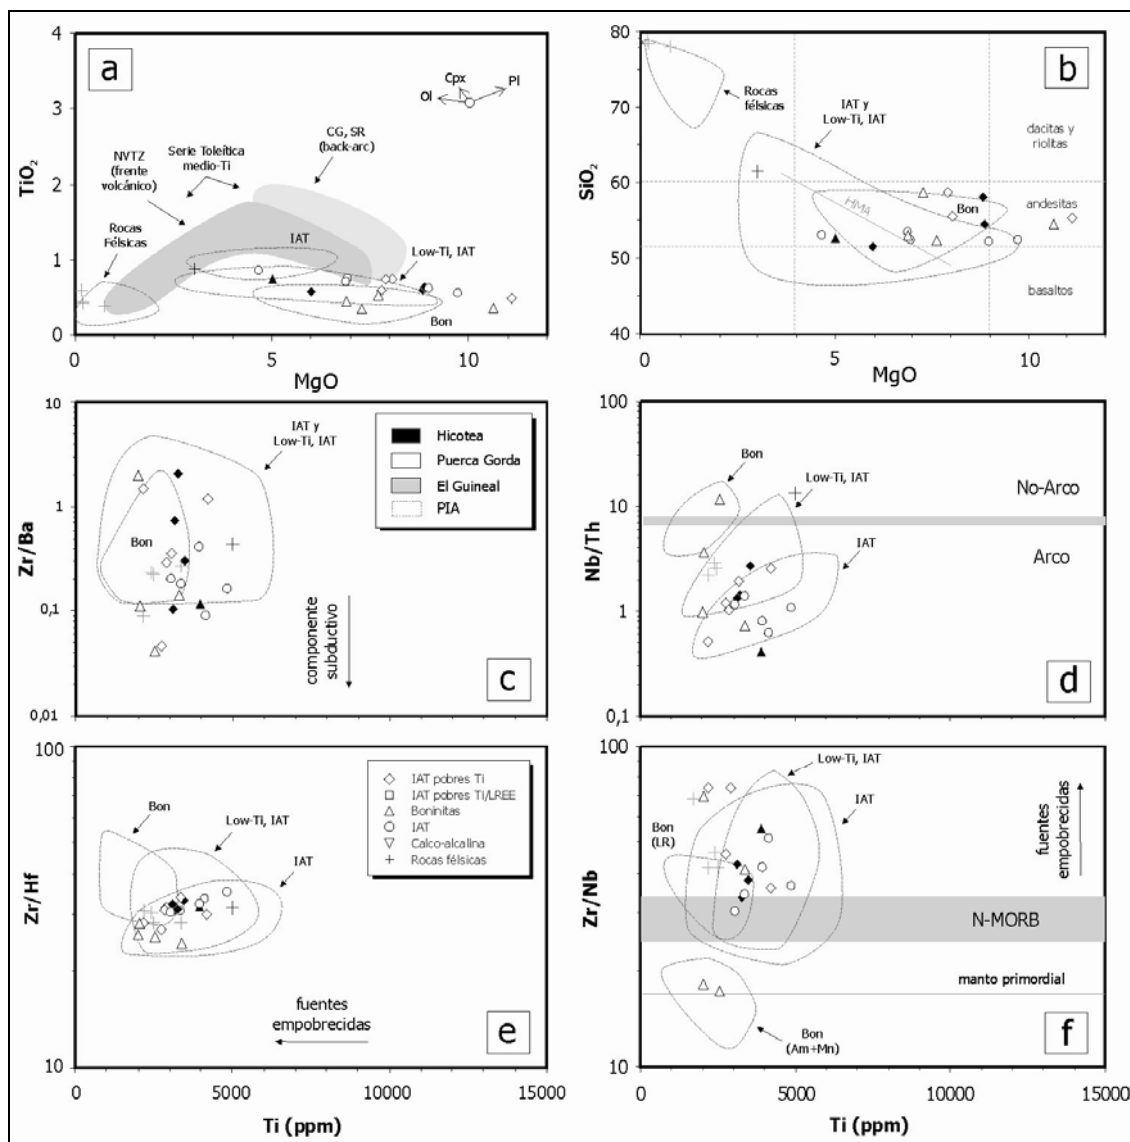 a
TiO2
4
3
2
1
0
Cpx
Ol
Pl
CG, SR
(back-arc)
Serie Toleítica
medio-Ti
NVTZ
(frente
volcánico)
Rocas
Félsicas
IAT
Low-Ti, IAT
Bon
0
5
10
MgO
b
SiO2
80
70
60
50
40
Rocas
félsicas
IAT y
Low-Ti, IAT
dacitas y
riolitas
HMA
Bon
andesitas
basaltos
0
5
10
MgO
Zr/Ba
10
1
0,1
0,01
IAT y
Low-Ti, IAT
Bon
Hicotea
Puerca Gorda
El Guineal
PIA
componente
subductivo
c
Nb/Th
100
10
1
0,1
Bon
Low-Ti, IAT
No-Arco
IAT
Arco
d
Zr/Hf
100
10
Bon
Low-Ti, IAT
IAT
IAT pobres Ti
IAT pobres Ti/LREE
Boninitas
IAT
Calco-alcalina
Rocas félsicas
fuentes
empobrecidas
e
0
5000
10000
15000
Ti (ppm)
Zr/Nb
100
10
Low-Ti, IAT
IAT
Bon
(LR)
fuentes
empobrecidas
N-MORB
manto primordial
Bon
(Am+Mn)
f
0
5000
10000
15000
Ti (ppm)